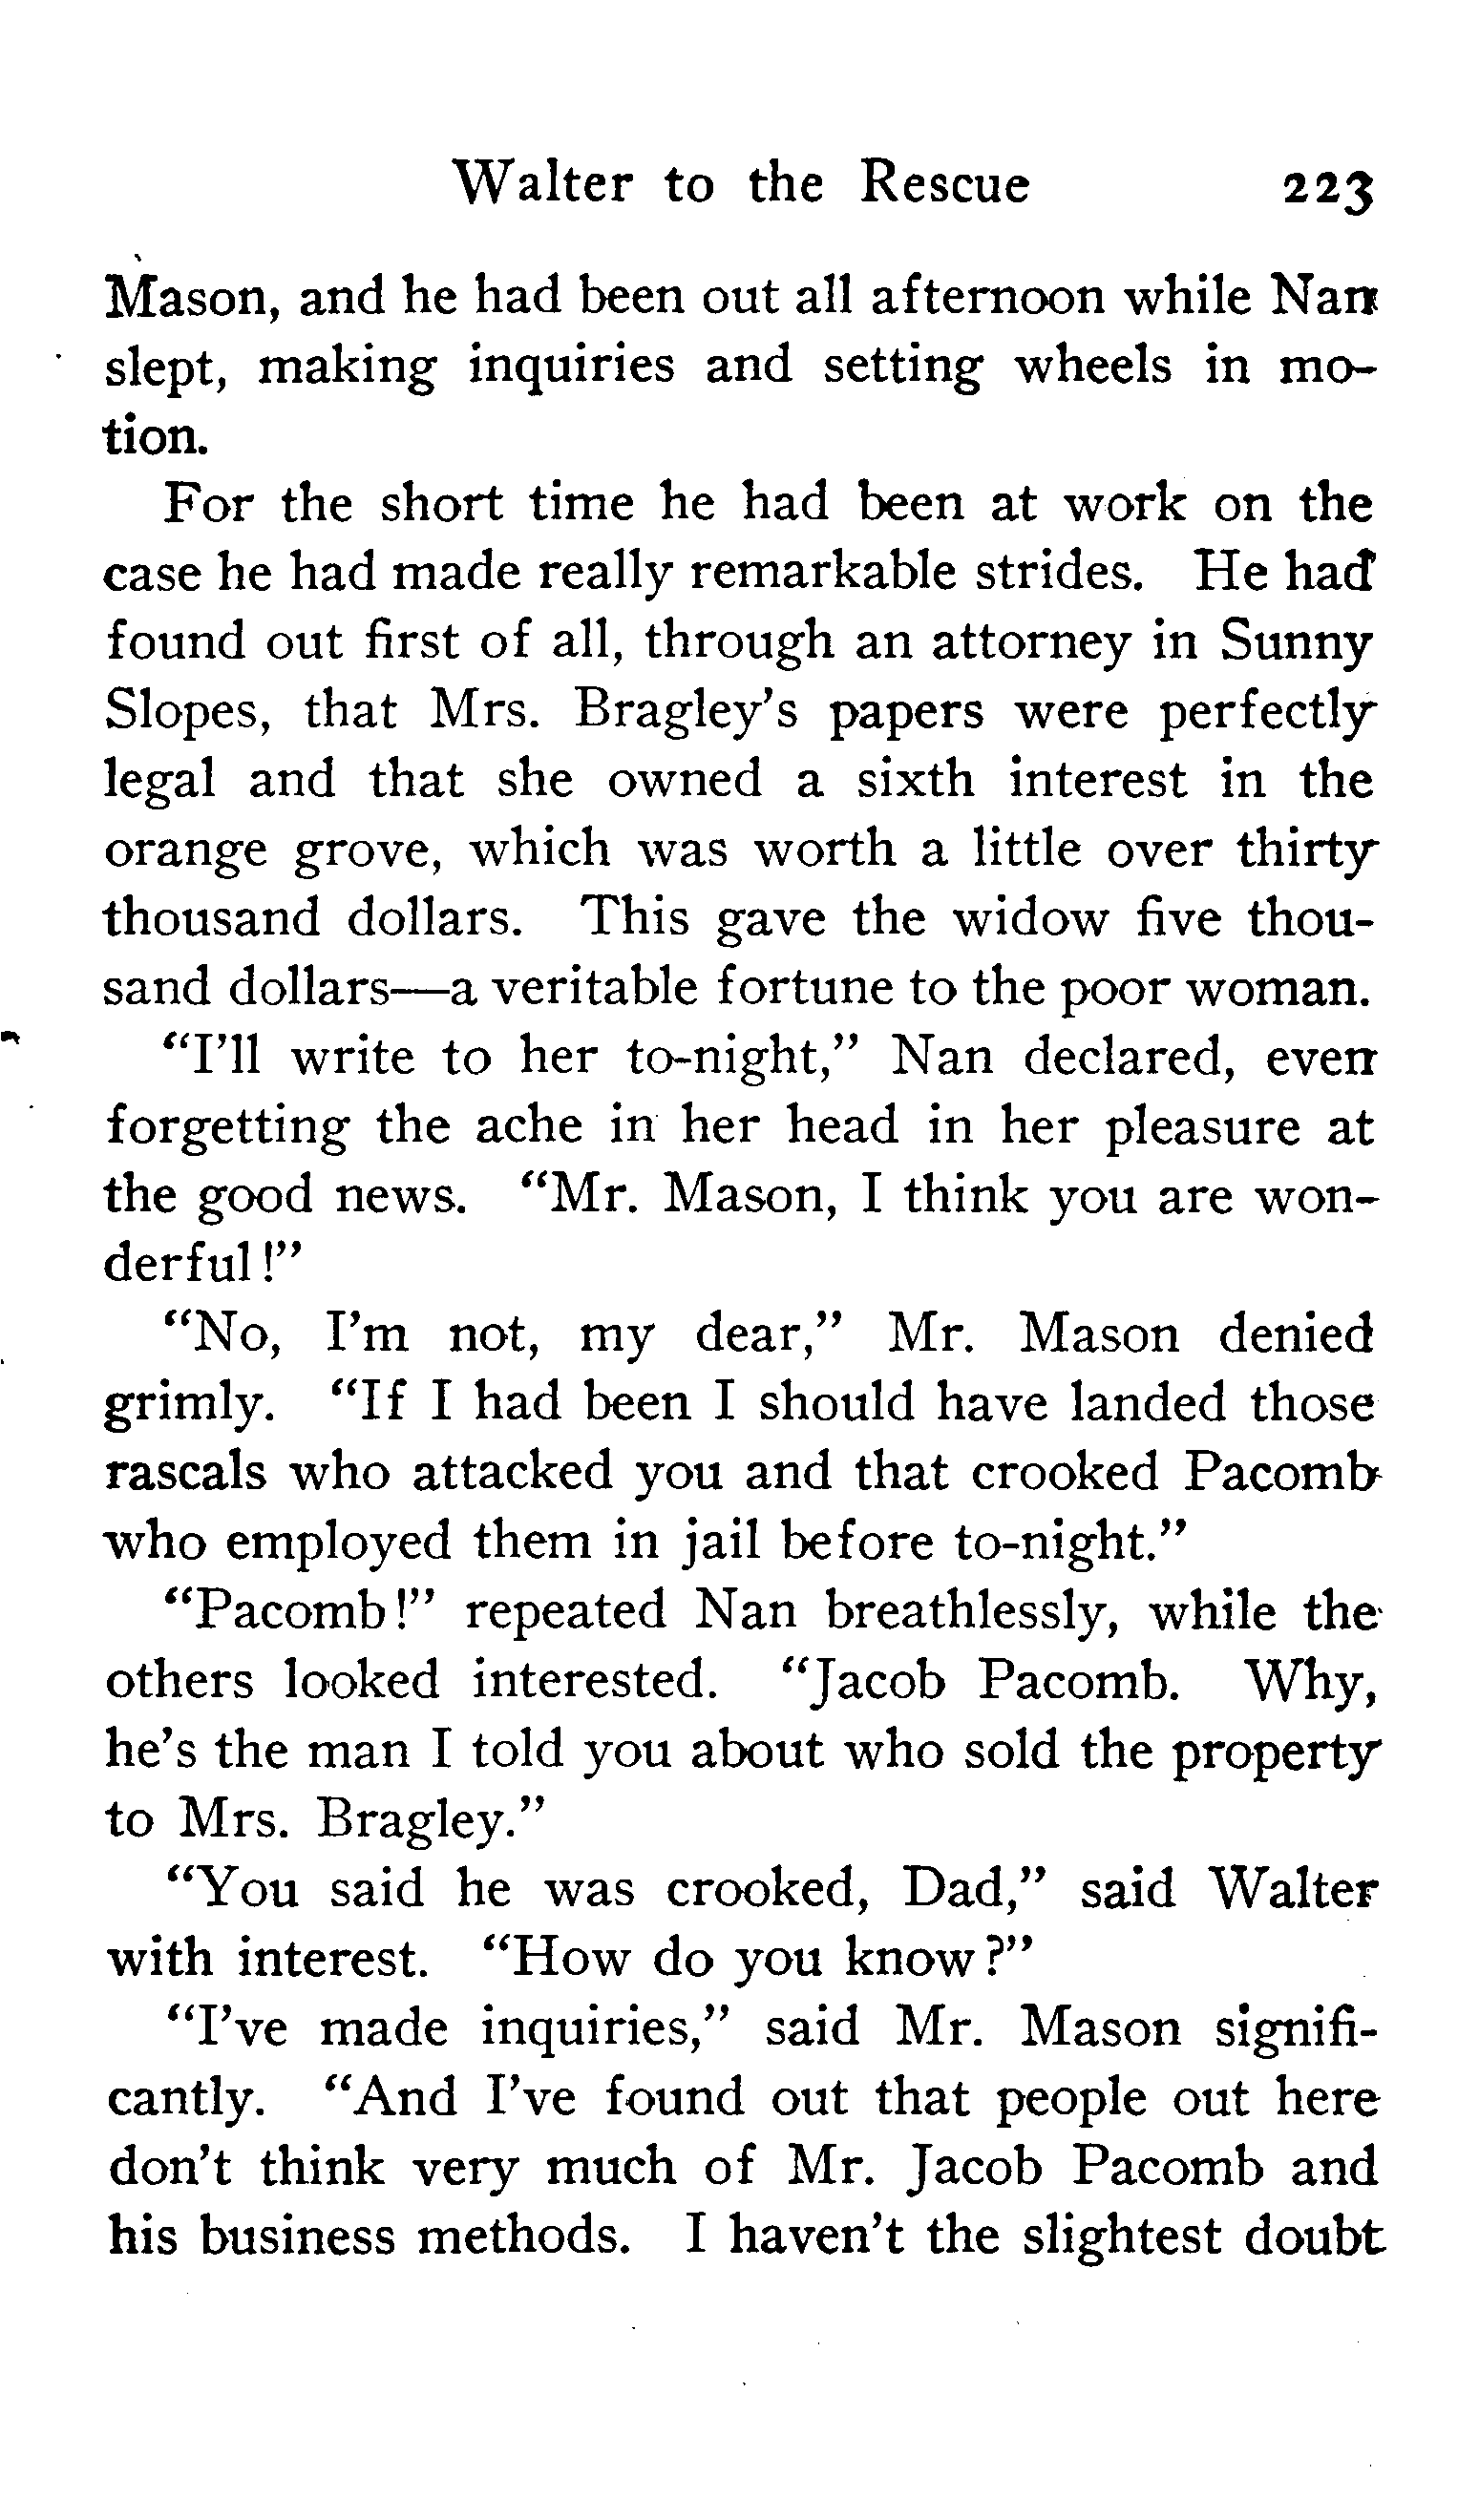 Walter to the Rescue 223
Mason, and he had been out all afternoon while Nan
slept, making inquiries and setting wheels in mo-
tion.
For the short time he had been at work on the
case he had made really remarkable strides. He had
found out first of all, through an attorney in Sunny
Slopes, that Mrs. Bragley's papers were perfectly
legal and that she owned a sixth interest in the
orange grove, which was worth a little over thirty
thousand dollars. This gave the widow five thou-
sand dollars—a veritable fortune to the poor woman.
"I'll write to her to-night," Nan declared, even
forgetting the ache in her head in her pleasure at
the good news. "Mr. Mason, I think you are won-
derful!"
"No, I'm not, my dear," Mr. Mason denied
grimly. "If I had been I should have landed those
rascals who attacked you and that crooked Pacomb
who employed them in jail before to-night."
"Pacomb!" repeated Nan breathlessly, while the
others looked interested. "Jacob Pacomb. Why,
he's the man I told you about who sold the property
to Mrs. Bragley."
"You said he was crooked, Dad," said Walter
with interest. "How do you know?"
"I've made inquiries," said Mr. Mason signifi-
cantly. "And I've found out that people out here
don't think very much of Mr. Jacob Pacomb and
his business methods. I haven't the slightest doubt